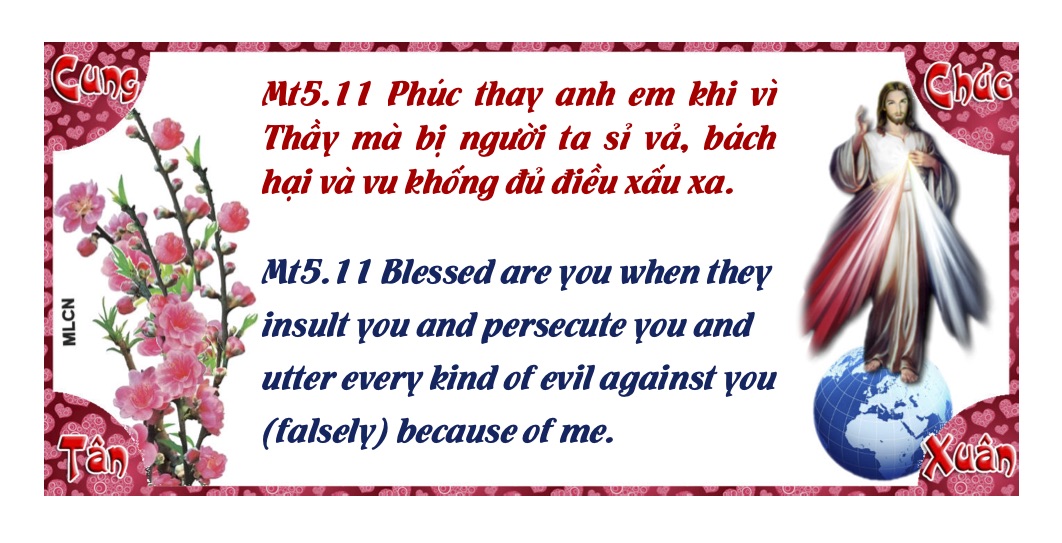 Cung
Chúc
Mt5.11 Phúc thay anh em khi vì
Thầy mà bị người ta sỉ vả, bách
hại và vu khống đủ điều xấu xa.
Mt5.11 Blessed are you when they
insult you and persecute you and
utter every kind of evil against you
(falsely) because of me.
MLCN
Tân
Xuân